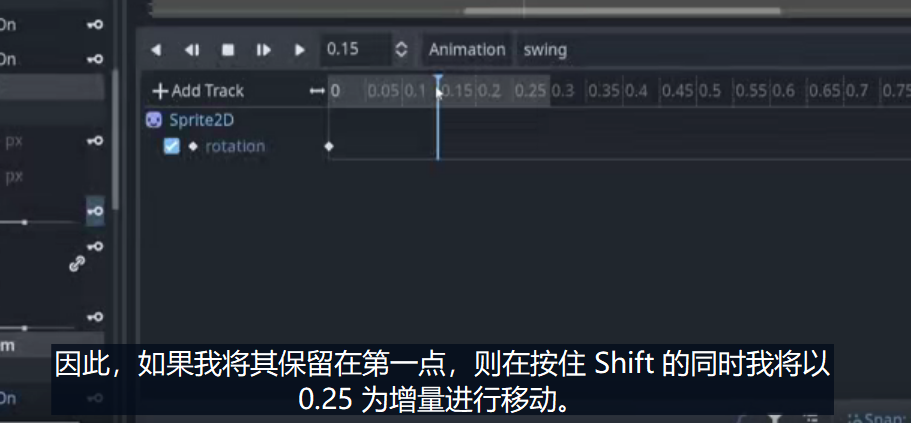 On
0.15
Animation
swing
On
Add Track
0
0.05
0.1
0.15
0.2
0.25
0.3
0.35
0.4
0.45
0.5
0.55
0.6
0.65
0.7
0.75
Sprite2D
px
rotation
px
m
因此，如果我将其保留在第一点，则在按住 Shift 的同时我将以
0.25 为增量进行移动。
On
Snap: